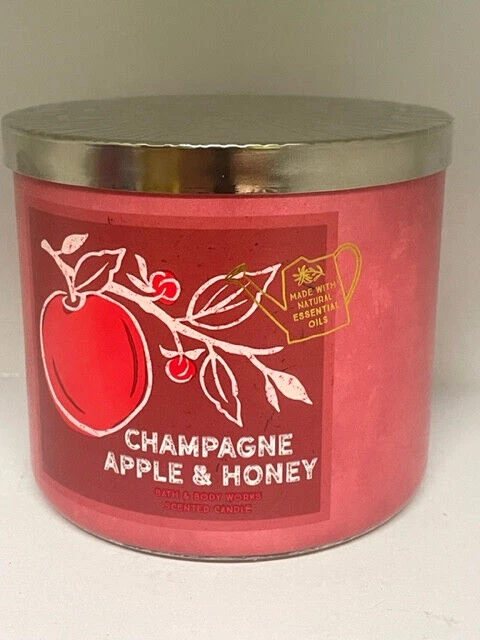 MADE WITH
NATURAL
ESSENTIAL
OILS
CHAMPAGNE
APPLE & HONEY
BATH & BODY WORKS
SCENTED CANDLE